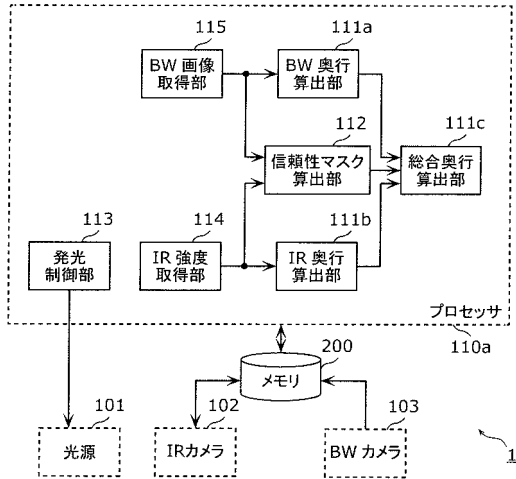 115
BW 画像
取得部
111a
BW 奥行
算出部
112
信頼性マスク
算出部
111c
総合奥行
算出部
113
発光
制御部
114
IR 強度
取得部
111b
IR 奥行
算出部
プロセッサ
110a
200
メモリ
101
光源
102
IRカメラ
103
BW カメラ
1